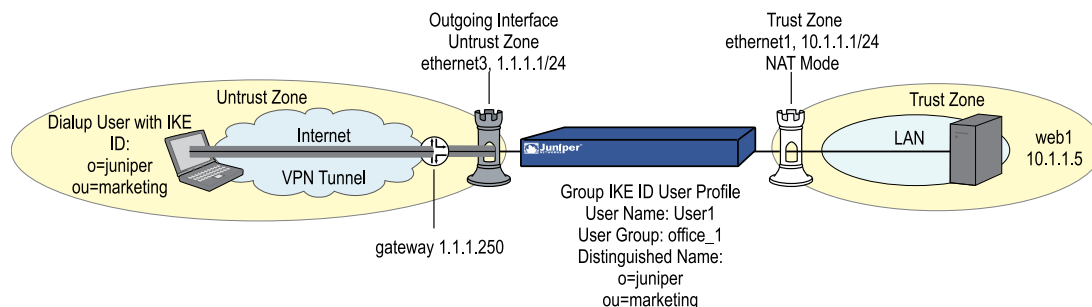 Outgoing Interface
Untrust Zone
ethernet3, 1.1.1.1/24
Trust Zone
ethernet1, 10.1.1.1/24
NAT Mode
Untrust Zone
Dialup User with IKE
ID:
o=juniper
ou=marketing
Internet
VPN Tunnel
gateway 1.1.1.250
Juniper
NETWORKS
Group IKE ID User Profile
User Name: User1
User Group: office_1
Distinguished Name:
o=juniper
ou=marketing
Trust Zone
LAN
web1
10.1.1.5